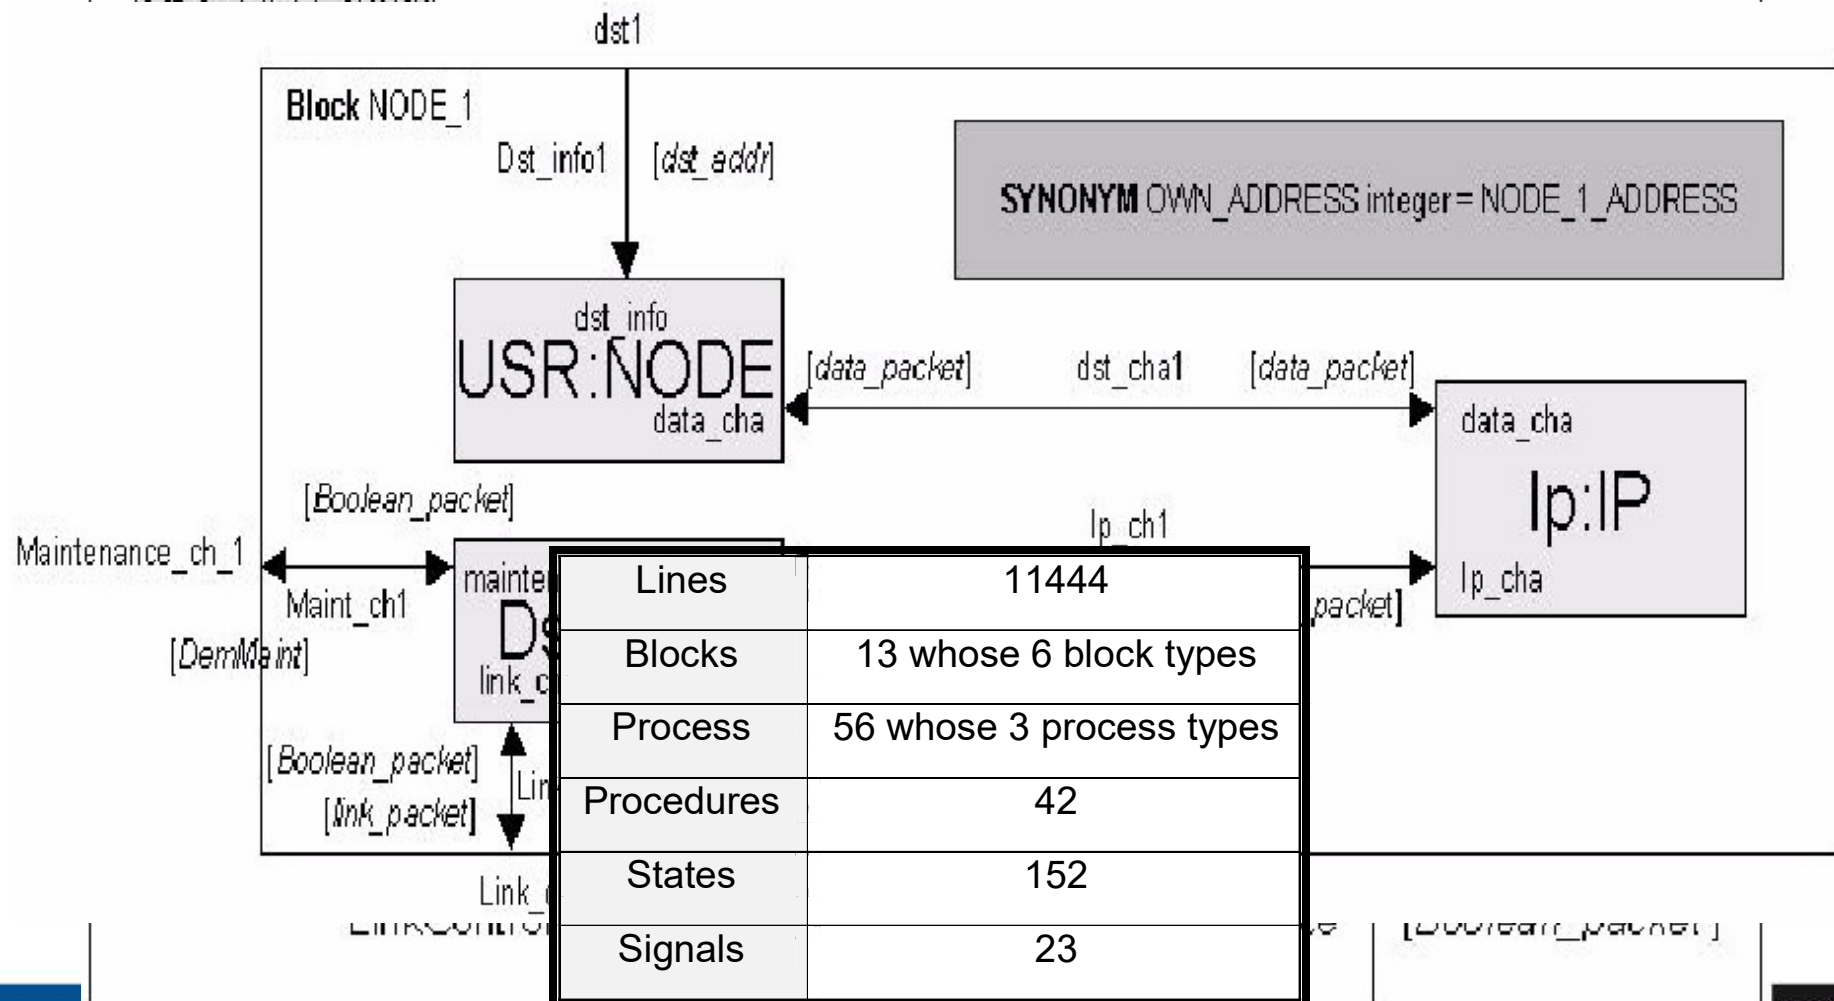 dst1
Block NODE_1
Dst_info1 [dst_addr]
SYNONYM OWN_ADDRESS integer= NODE_1_ADDRESS
dst_info
USR:NODE
data_cha
[data_packet] dst_cha1 [data_packet]
data_cha
Ip:IP
Ip_cha
[Boolean_packet]
Ip_ch1
Maintenance_ch_1
Maint_ch1
packet]
[DemMaint]
[Boolean_packet]
[link_packet]
Lines 11444
Blocks 13 whose 6 block types
Process 56 whose 3 process types
Procedures 42
States 152
Signals 23
[Boolean_packet]